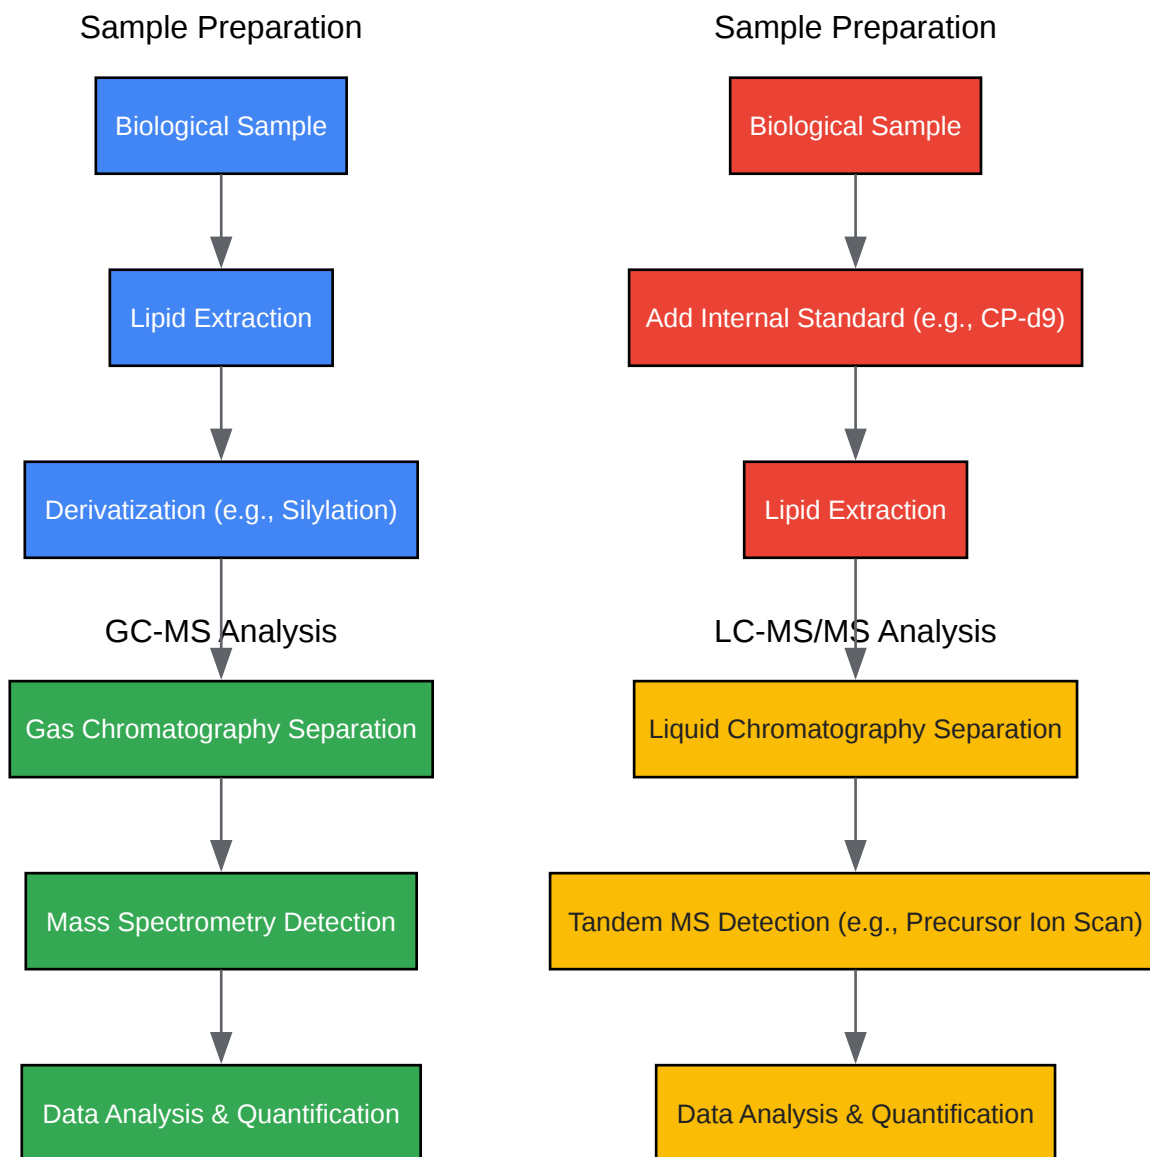 Sample Preparation
Biological Sample
Lipid Extraction
Derivatization (e.g., Silylation)
GC-MS Analysis
Gas Chromatography Separation
Mass Spectrometry Detection
Data Analysis & Quantification
Sample Preparation
Biological Sample
Add Internal Standard (e.g., CP-d9)
Lipid Extraction
LC-MS/MS Analysis
Liquid Chromatography Separation
Tandem MS Detection (e.g., Precursor Ion Scan)
Data Analysis & Quantification